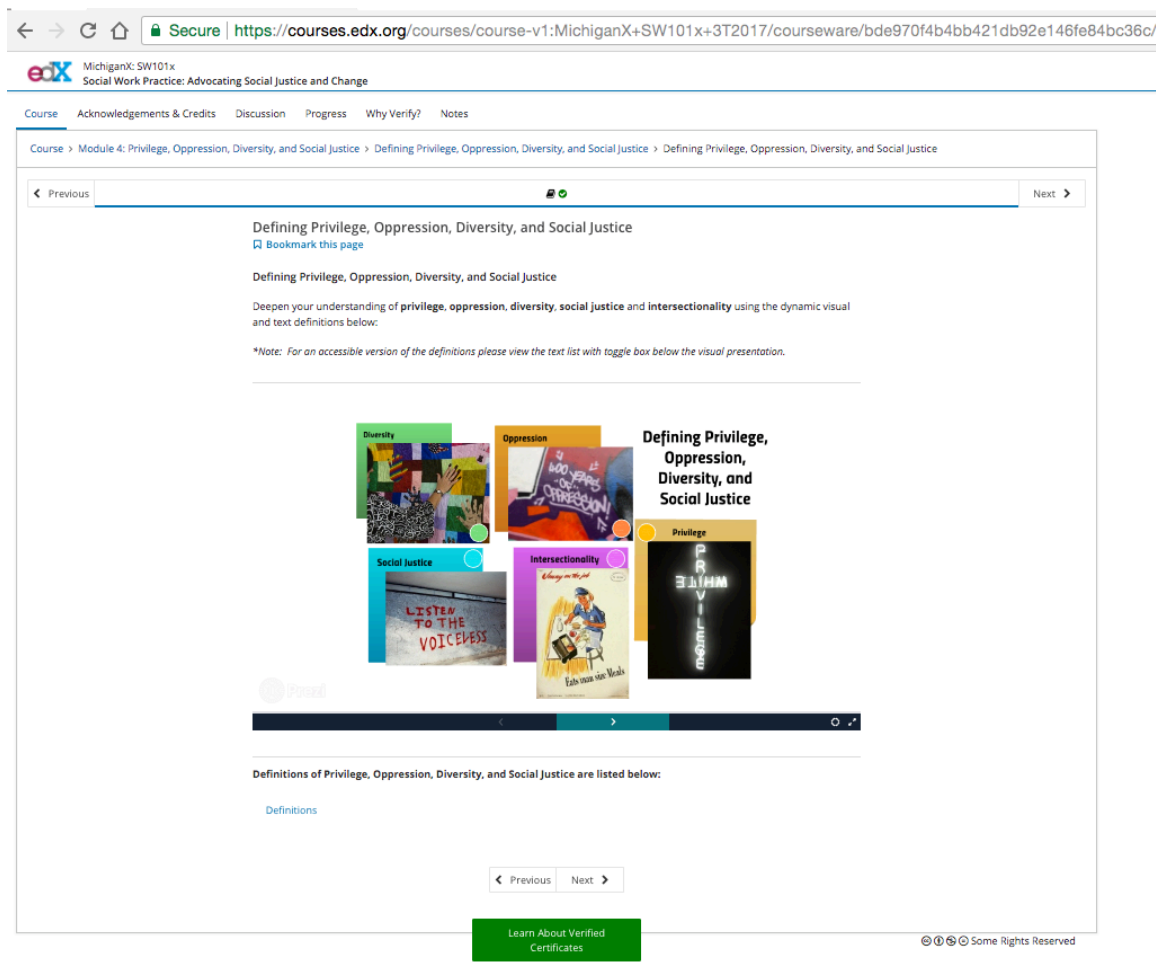 Secure | https://courses.edx.org/courses/course-v1:MichiganX+SW101x+3T2017/courseware/bde970f4b4bb421db92e146fe84bc36c/
edX
MichiganX: SW101x
Social Work Practice: Advocating Social Justice and Change
Course Acknowledgements & Credits Discussion Progress Why Verify? Notes
Course > Module 4: Privilege, Oppression, Diversity, and Social Justice > Defining Privilege, Oppression, Diversity, and Social Justice > Defining Privilege, Oppression, Diversity, and Social Justice
Previous
Next
Defining Privilege, Oppression, Diversity, and Social Justice
Bookmark this page
Defining Privilege, Oppression, Diversity, and Social Justice
Deepen your understanding of privilege, oppression, diversity, social justice and intersectionality using the dynamic visual
and text definitions below:
*Note: For an accessible version of the definitions please view the text list with toggle box below the visual presentation.
Diversity
Oppression
400 YEARS
OF
OPPRESSION!
Defining Privilege,
Oppression,
Diversity, and
Social Justice
Social Justice
LISTEN
TO THE
VOICELESS
Intersectionality
Jenny on the job
Eats man size Meals
Privilege
PRIVILEGE
WHITE
Prezi
Definitions of Privilege, Oppression, Diversity, and Social Justice are listed below:
Definitions
Previous Next
Learn About Verified
Certificates
Some Rights Reserved